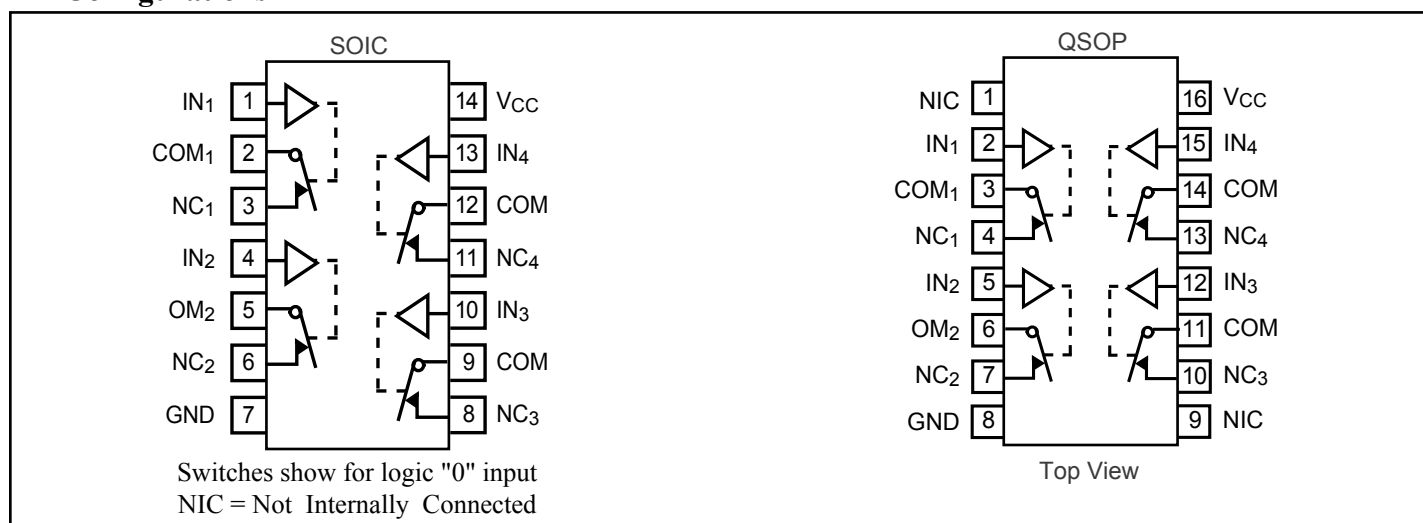 Configurations
SOIC
IN1 1 14 VCC
COM1 2 13 IN4
NC1 3 12 COM
IN2 4 11 NC4
OM2 5 10 IN3
NC2 6 9 COM
GND 7 8 NC3
Switches show for logic "0" input
NIC = Not Internally Connected
QSOP
NIC 1 16 VCC
IN1 2 15 IN4
COM1 3 14 COM
NC1 4 13 NC4
IN2 5 12 IN3
OM2 6 11 COM
NC2 7 10 NC3
GND 8 9 NIC
Top View